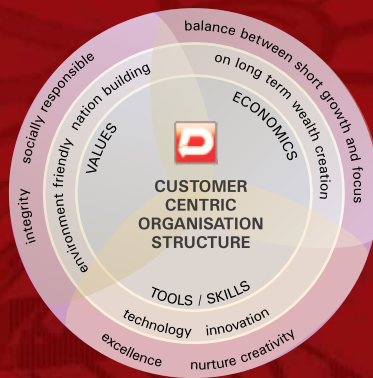 balance between short growth and focus
on long term wealth creation
ECONOMICS
socially responsible
integrity
nation building
environment friendly
VALUES
CUSTOMER
CENTRIC
ORGANISATION
STRUCTURE
TOOLS / SKILLS
technology innovation
excellence nurture creativity